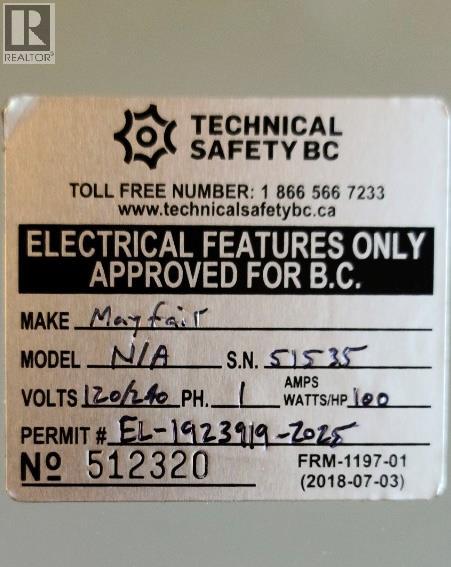 REALTOR®
TECHNICAL
SAFETY BC
TOLL FREE NUMBER: 1 866 566 7233
www.technicalsafetybc.ca
ELECTRICAL FEATURES ONLY
APPROVED FOR B.C.
MAKE Mayfair
MODEL N/A S.N. 51535
VOLTS 120/240 PH. 1 AMPS WATTS/HP 100
PERMIT # EL-1923919-2025
No 512320 FRM-1197-01
(2018-07-03)